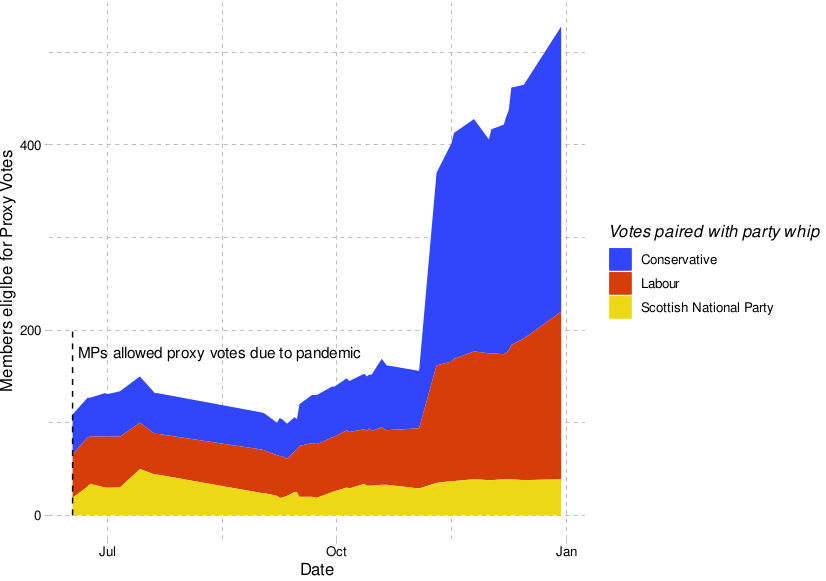 Members eliglbe for Proxy Votes
400
200
0
MPs allowed proxy votes due to pandemic
Jul
Oct
Jan
Date
Votes paired with party whip
Conservative
Labour
Scottish National Party